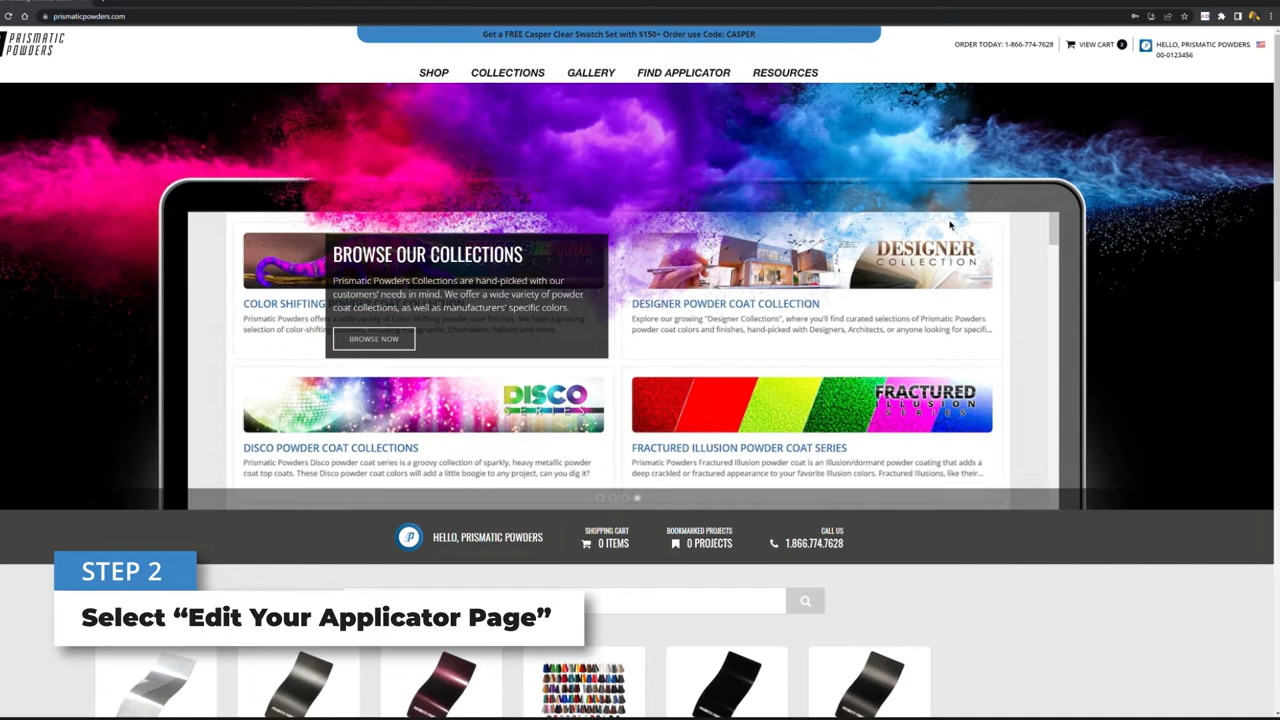 prismaticpowders.com
PRISMATIC
POWDERS
Get a FREE Casper Clear Swatch Set with $150+ Order use Code: CASPER
ORDER TODAY: 1-866-774-7628
VIEW CART 2
HELLO, PRISMATIC POWDERS
00-0123456
SHOP
COLLECTIONS
GALLERY
FIND APPLICATOR
RESOURCES
BROWSE OUR COLLECTIONS
Prismatic Powders Collections are hand-picked with our
customers' needs in mind. We offer a wide variety of powder
coat collections, as well as manufacturers' specific colors.
BROWSE NOW
COLOR SHIFTING
DESIGNER
COLLECTION
DESIGNER POWDER COAT COLLECTION
Explore our growing "Designer Collections", where you'll find curated selections of Prismatic
powder coat colors and finishes, hand-picked with Designers, Architects, or anyone looking for specifi...
DISCO
SERIES
DISCO POWDER COAT COLLECTIONS
Prismatic Powders Disco powder coat series is a groovy collection of sparkly, heavy metallic powder
coat top coats. These Disco powder coat colors will add a little boogie to any project, can you dig it?
FRACTURED
ILLUSION
SERIES
FRACTURED ILLUSION POWDER COAT SERIES
Prismatic Powders Fractured Illusion powder coat is an Illusion/dormant powder coating that adds a
deep crackled or fractured appearance to your favorite Illusion colors. Fractured Illusions, like their...
HELLO, PRISMATIC POWDERS
SHOPPING CART
0 ITEMS
BOOKMARKED PROJECTS
0 PROJECTS
CALL US
1.866.774.7628
STEP 2
Select “Edit Your Applicator Page”